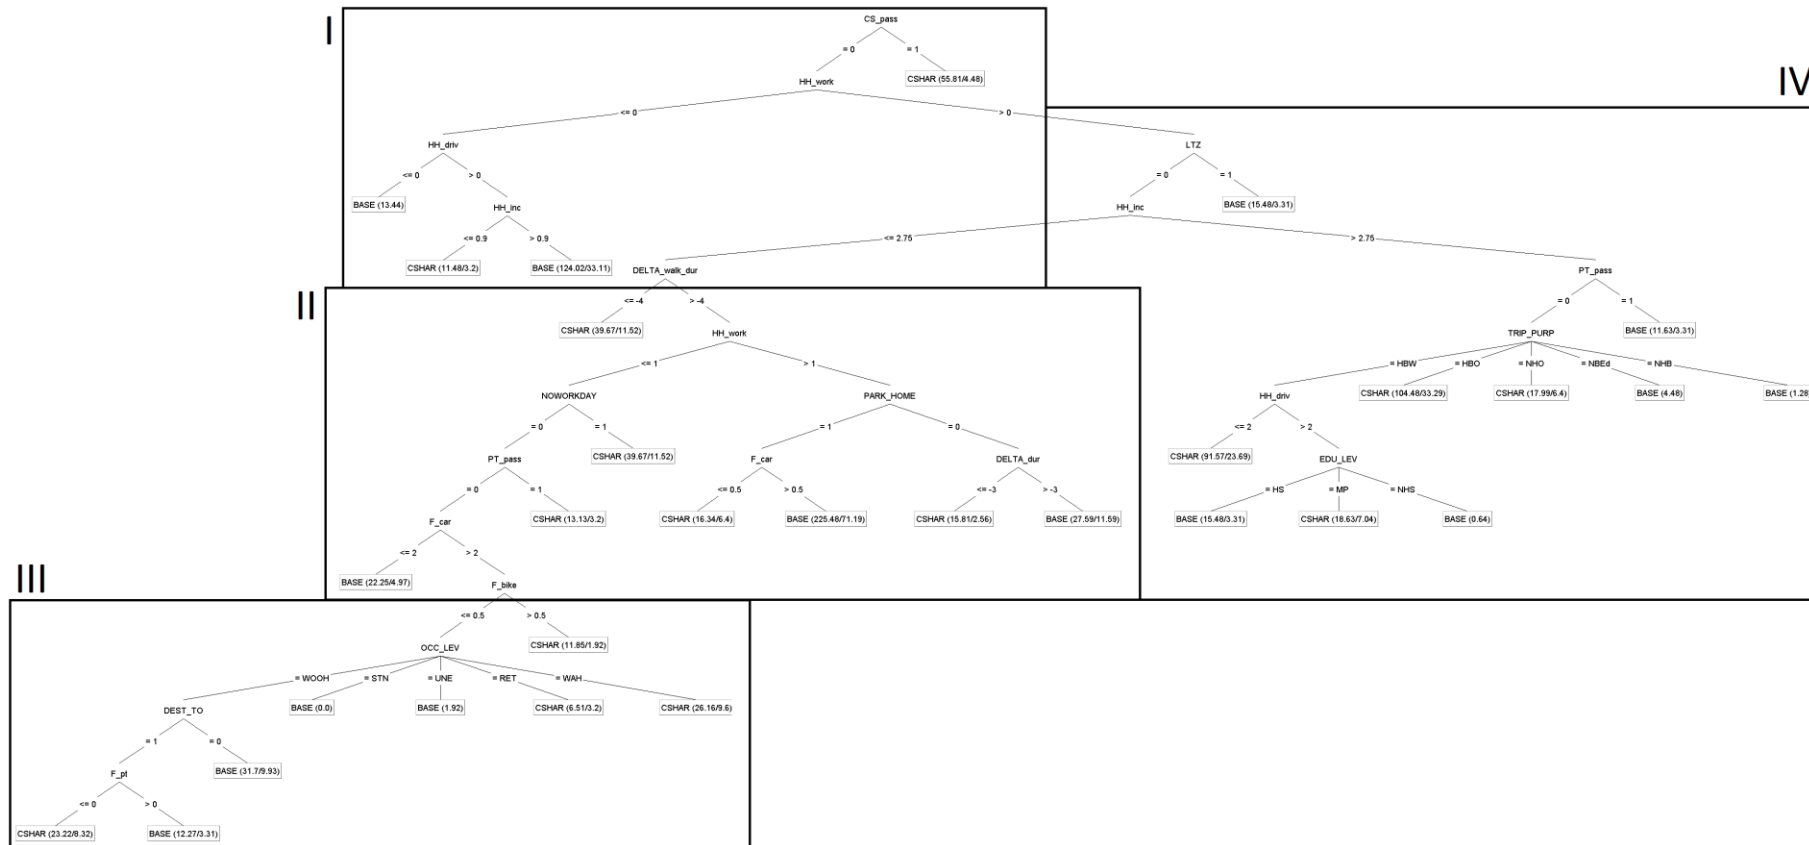 I
CS_pass
= 0
= 1
CSHAR (55.81/4.48)
HH_work
IV
<= 0
> 0
HH_driv
LTZ
<= 0
> 0
= 0
= 1
BASE (13.44)
HH_inc
HH_inc
BASE (15.48/3.31)
<= 0.9
> 0.9
<= 2.75
> 2.75
CSHAR (11.48/3.2)
BASE (124.02/33.11)
DELTA_walk_dur
PT_pass
II
<= -4
> -4
= 0
= 1
CSHAR (39.67/11.52)
HH_work
TRIP_PURP
BASE (11.63/3.31)
<= 1
> 1
= HBW
= HBO
= NHO
= NBEd
= NHB
NOWORKDAY
PARK_HOME
HH_driv
CSHAR (104.48/33.29)
CSHAR (17.99/6.4)
BASE (4.48)
BASE (1.28)
= 0
= 1
= 1
= 0
<= 2
> 2
PT_pass
CSHAR (39.67/11.52)
F_car
DELTA_dur
CSHAR (91.57/23.69)
EDU_LEV
= 0
= 1
<= 0.5
> 0.5
<= -3
> -3
= HS
= MP
= NHS
F_car
CSHAR (13.13/3.2)
CSHAR (16.34/6.4)
BASE (225.48/71.19)
CSHAR (15.81/2.56)
BASE (27.59/11.59)
BASE (15.48/3.31)
CSHAR (18.63/7.04)
BASE (0.64)
<= 2
> 2
BASE (22.25/4.97)
F_bike
III
<= 0.5
> 0.5
OCC_LEV
CSHAR (11.85/1.92)
= WOOH
= STN
= UNE
= RET
= WAH
DEST_TO
BASE (0.0)
BASE (1.92)
CSHAR (6.51/3.2)
CSHAR (26.16/9.6)
= 1
= 0
F_pt
BASE (31.7/9.93)
<= 0
> 0
CSHAR (23.22/8.32)
BASE (12.27/3.31)